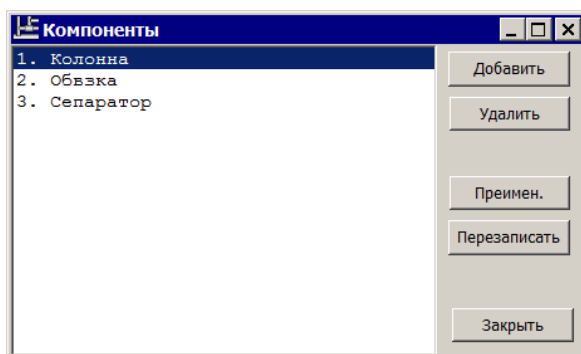 Компоненты
1. Колонна
2. Обвзка
3. Сепаратор
Добавить
Удалить
Преимен.
Перезаписать
Закрыть